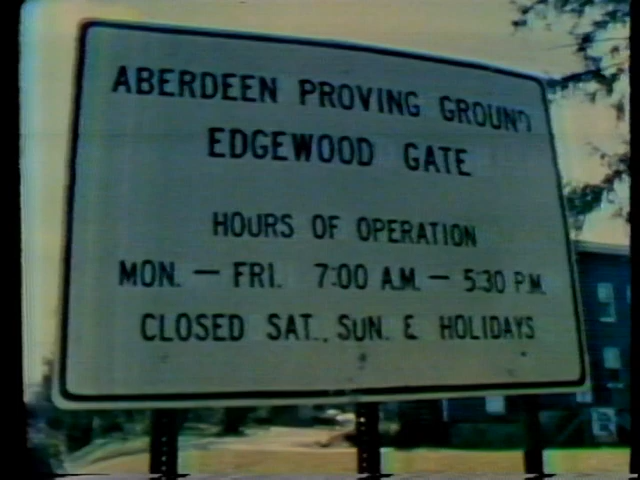 ABERDEEN PROVING GROUND
EDGEWOOD GATE
HOURS OF OPERATION
MON. — FRI. 7:00 A.M. — 5:30 P.M.
CLOSED SAT., SUN. & HOLIDAYS